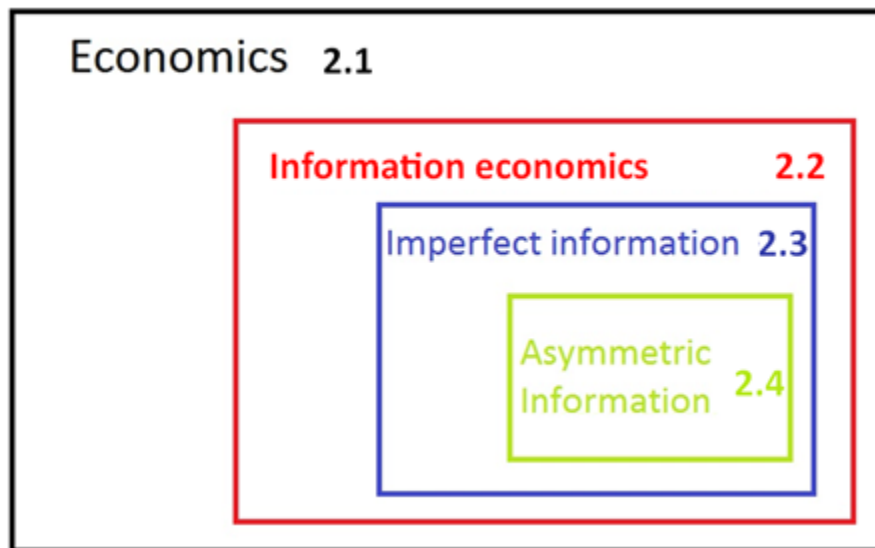 Economics 2.1
Information economics 2.2
Imperfect information 2.3
Asymmetric
Information 2.4